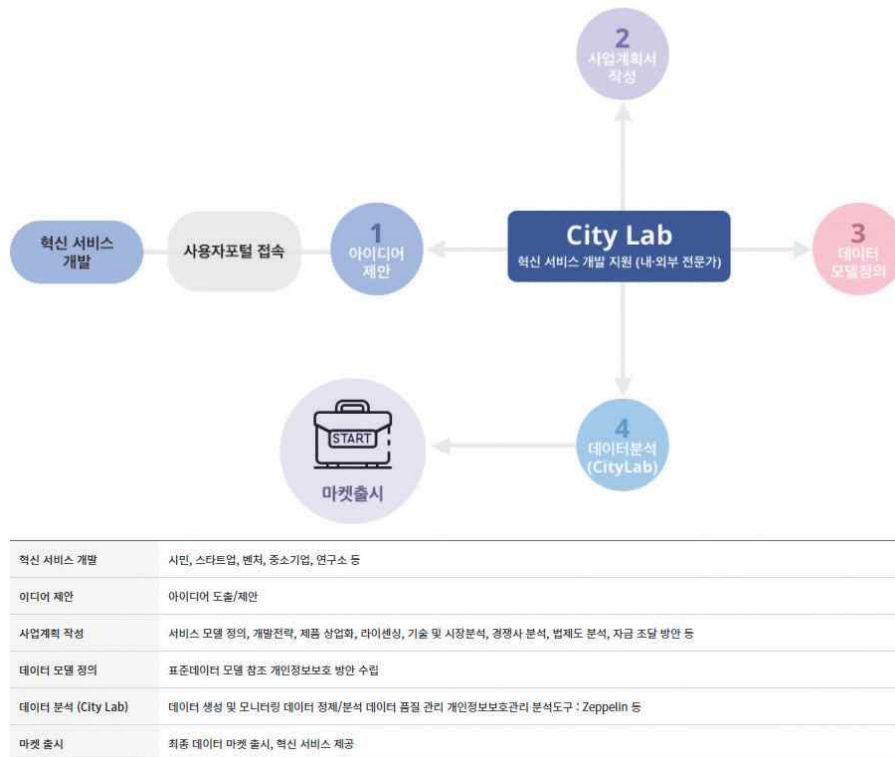 2
사업계획서
작성
혁신 서비스
개발
사용자포털 접속
1
아이디어
제안
City Lab
혁신 서비스 개발 지원 (내·외부 전문가)
3
데이터
모델정의
START
마켓출시
4
데이터분석
(CityLab)
혁신 서비스 개발 시민, 스타트업, 벤처, 중소기업, 연구소 등
이디어 제안 아이디어 도출/제안
사업계획 작성 서비스 모델 정의, 개발전략, 제품 상업화, 라이센싱, 기술 및 시장분석, 경쟁사 분석, 법제도 분석, 자금 조달 방안 등
데이터 모델 정의 표준데이터 모델 참조 개인정보보호 방안 수립
데이터 분석 (City Lab) 데이터 생성 및 모니터링 데이터 정제/분석 데이터 품질 관리 개인정보보호관리 분석도구 : Zeppelin 등
마켓 출시 최종 데이터 마켓 출시, 혁신 서비스 제공